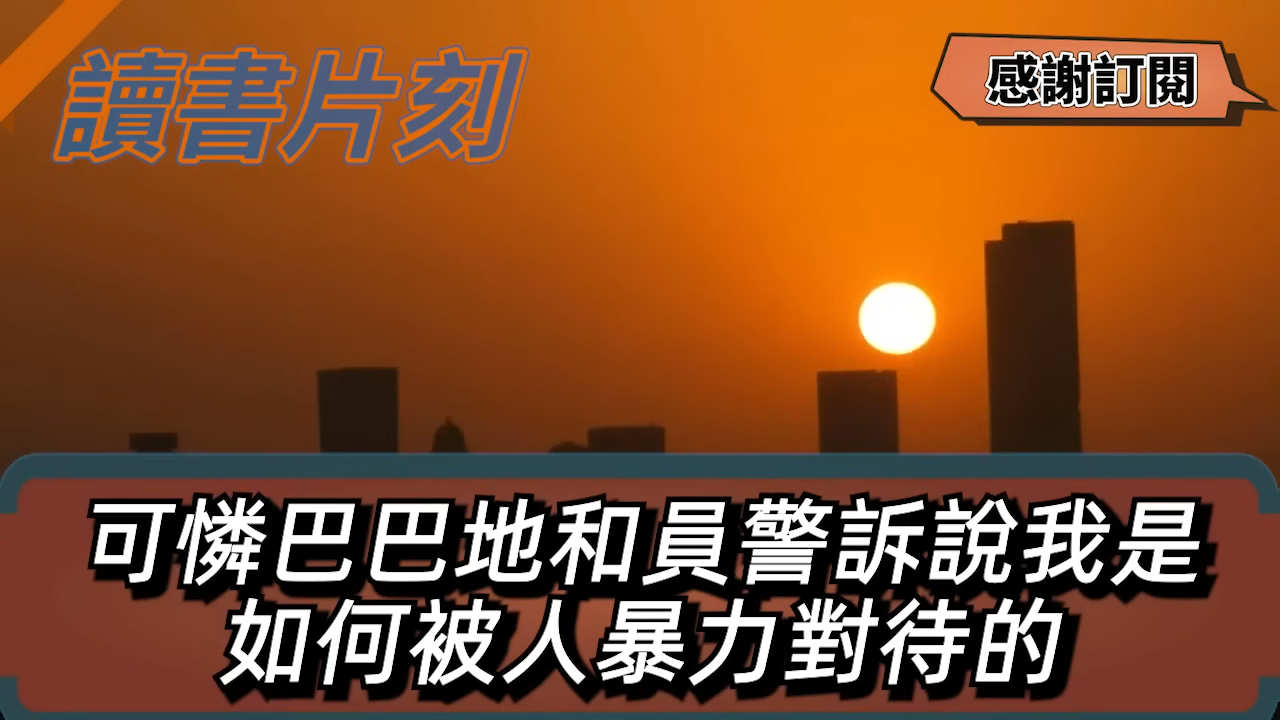 讀書片刻
感謝訂閱
可憐巴巴地和員警訴說我是
如何被人暴力對待的